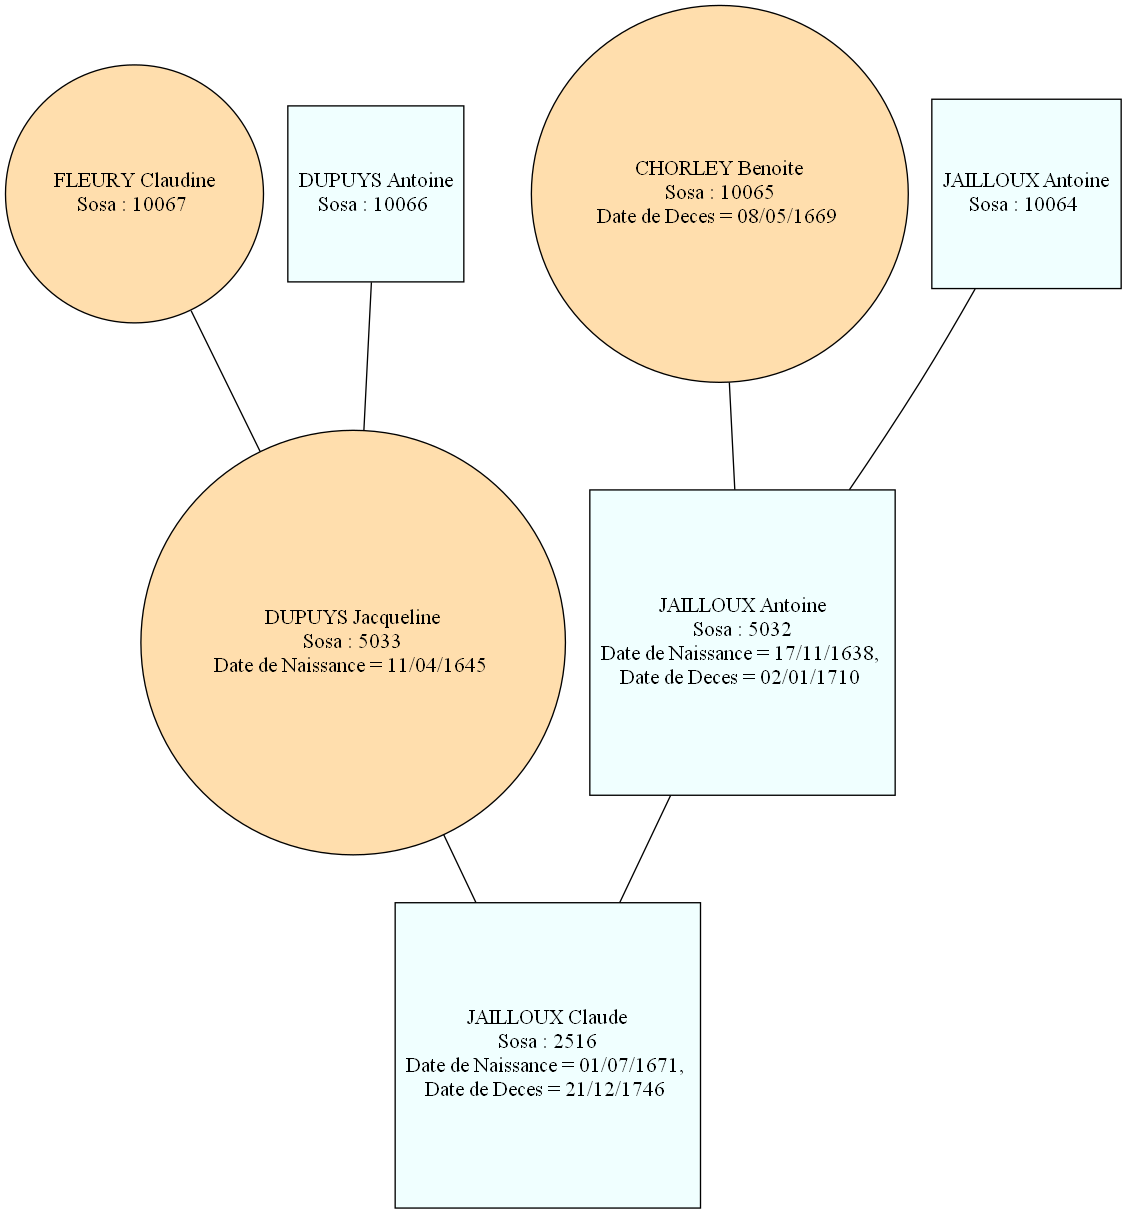 FLEURY Claudine
Sosa : 10067
DUPUYS Antoine
Sosa : 10066
CHORLEY Benoite
Sosa : 10065
Date de Deces = 08/05/1669
JAILLOUX Antoine
Sosa : 10064
DUPUYS Jacqueline
Sosa : 5033
Date de Naissance = 11/04/1645
JAILLOUX Antoine
Sosa : 5032
Date de Naissance = 17/11/1638,
Date de Deces = 02/01/1710
JAILLOUX Claude
Sosa : 2516
Date de Naissance = 01/07/1671,
Date de Deces = 21/12/1746